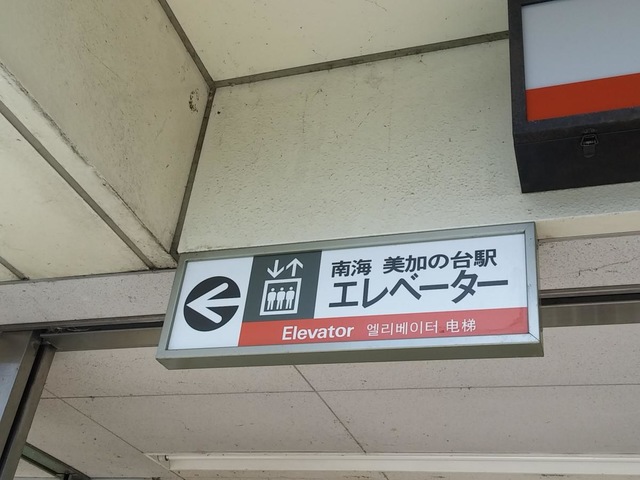 南海 美加の台駅
エレベーター
Elevator 엘리베이터 电梯